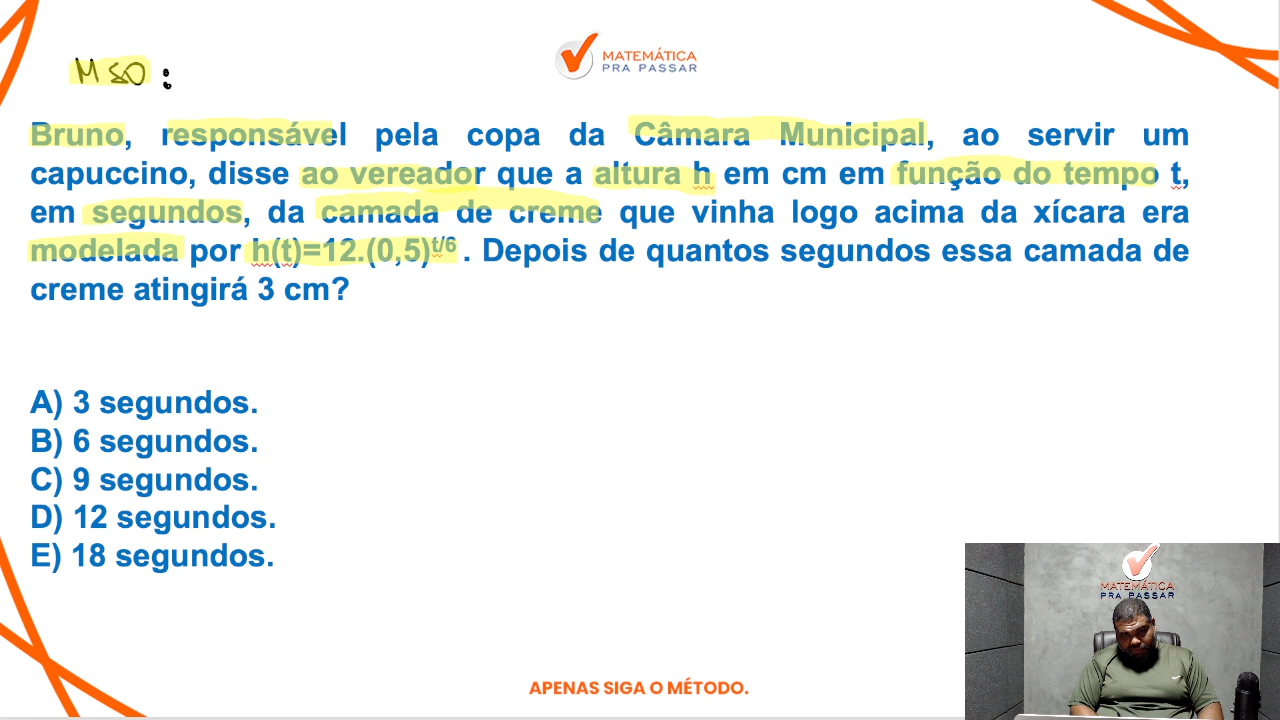 MATEMÁTICA
PRA PASSAR
Bruno, responsável pela copa da Câmara Municipal, ao servir um
capuccino, disse ao vereador que a altura h em cm em função do tempo t,
em segundos, da camada de creme que vinha logo acima da xícara era
modelada por h(t)=12.(0,5)^t/6 . Depois de quantos segundos essa camada de
creme atingirá 3 cm?
A) 3 segundos.
B) 6 segundos.
C) 9 segundos.
D) 12 segundos.
E) 18 segundos.
MATEMÁTICA
PRA PASSAR
APENAS SIGA O MÉTODO.